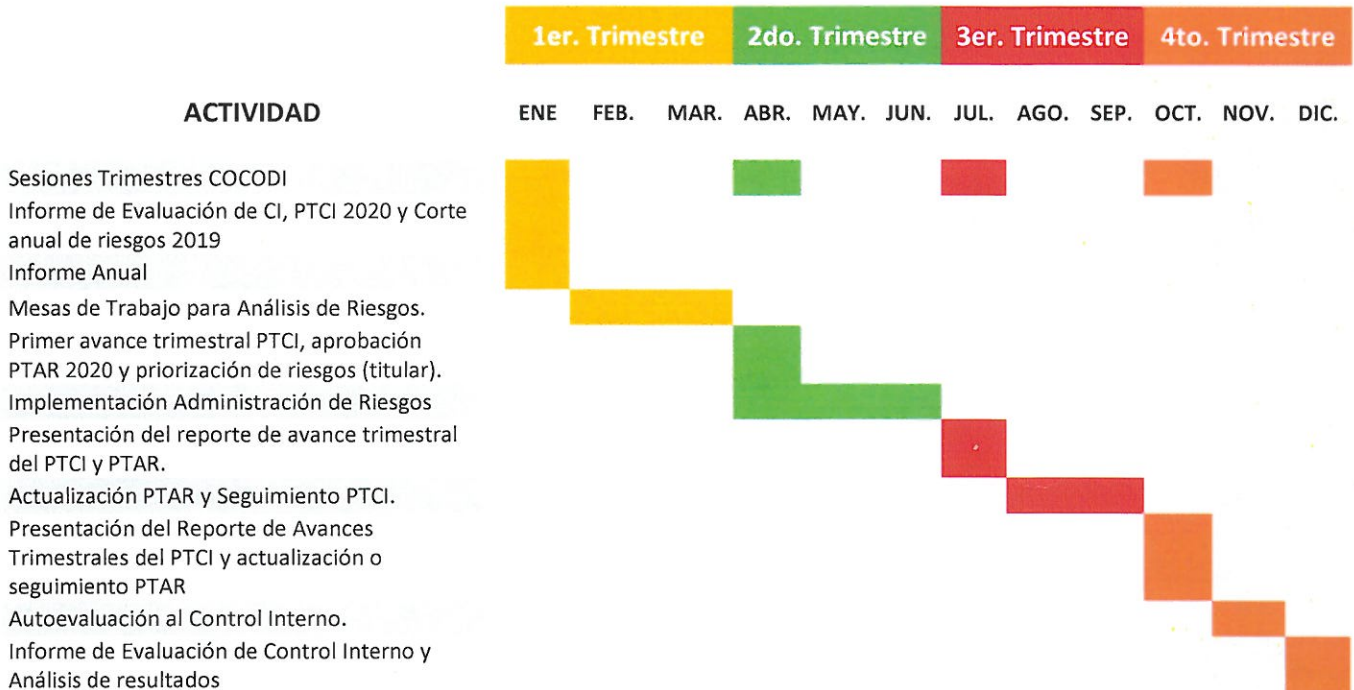 1er. Trimestre 2do. Trimestre 3er. Trimestre 4to. Trimestre
ACTIVIDAD ENE FEB. MAR. ABR. MAY. JUN. JUL. AGO. SEP. OCT. NOV. DIC.
Sesiones Trimestres COCODI
Informe de Evaluación de CI, PTCI 2020 y Corte
anual de riesgos 2019
Informe Anual
Mesas de Trabajo para Análisis de Riesgos.
Primer avance trimestral PTCI, aprobación
PTAR 2020 y priorización de riesgos (titular).
Implementación Administración de Riesgos
Presentación del reporte de avance trimestral
del PTCI y PTAR.
Actualización PTAR y Seguimiento PTCI.
Presentación del Reporte de Avances
Trimestrales del PTCI y actualización o
seguimiento PTAR
Autoevaluación al Control Interno.
Informe de Evaluación de Control Interno y
Análisis de resultados